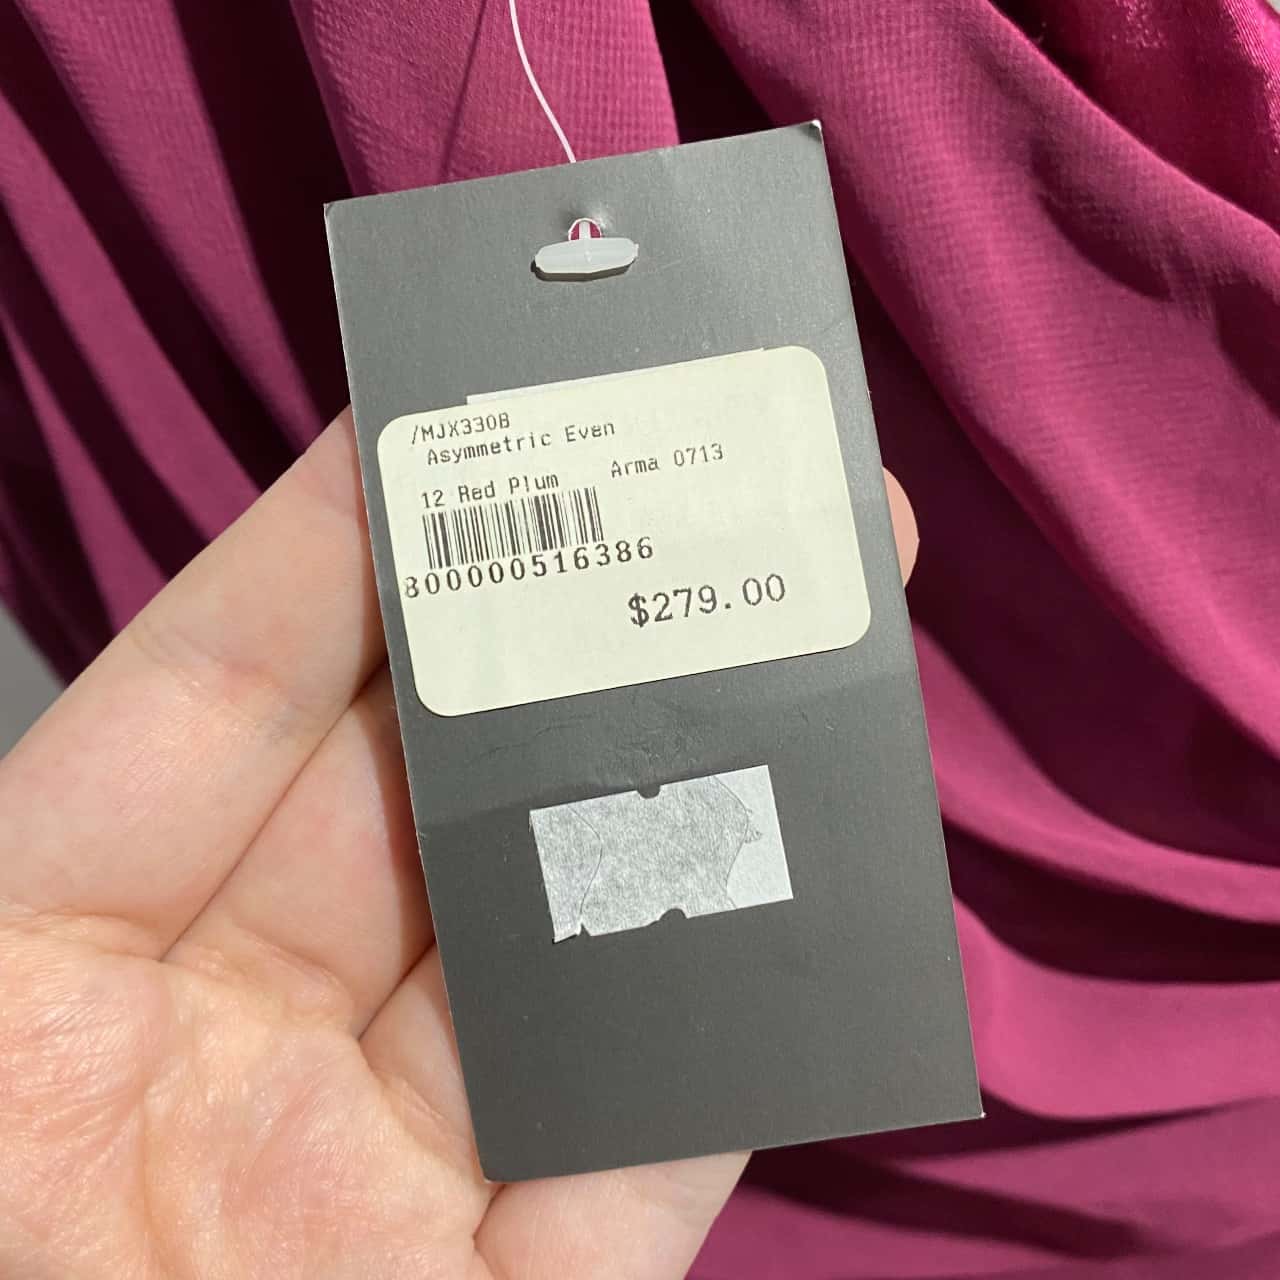 /MJX330B
Asymmetric Even
12 Red Plum Arma 0713
800000516386
$279.00